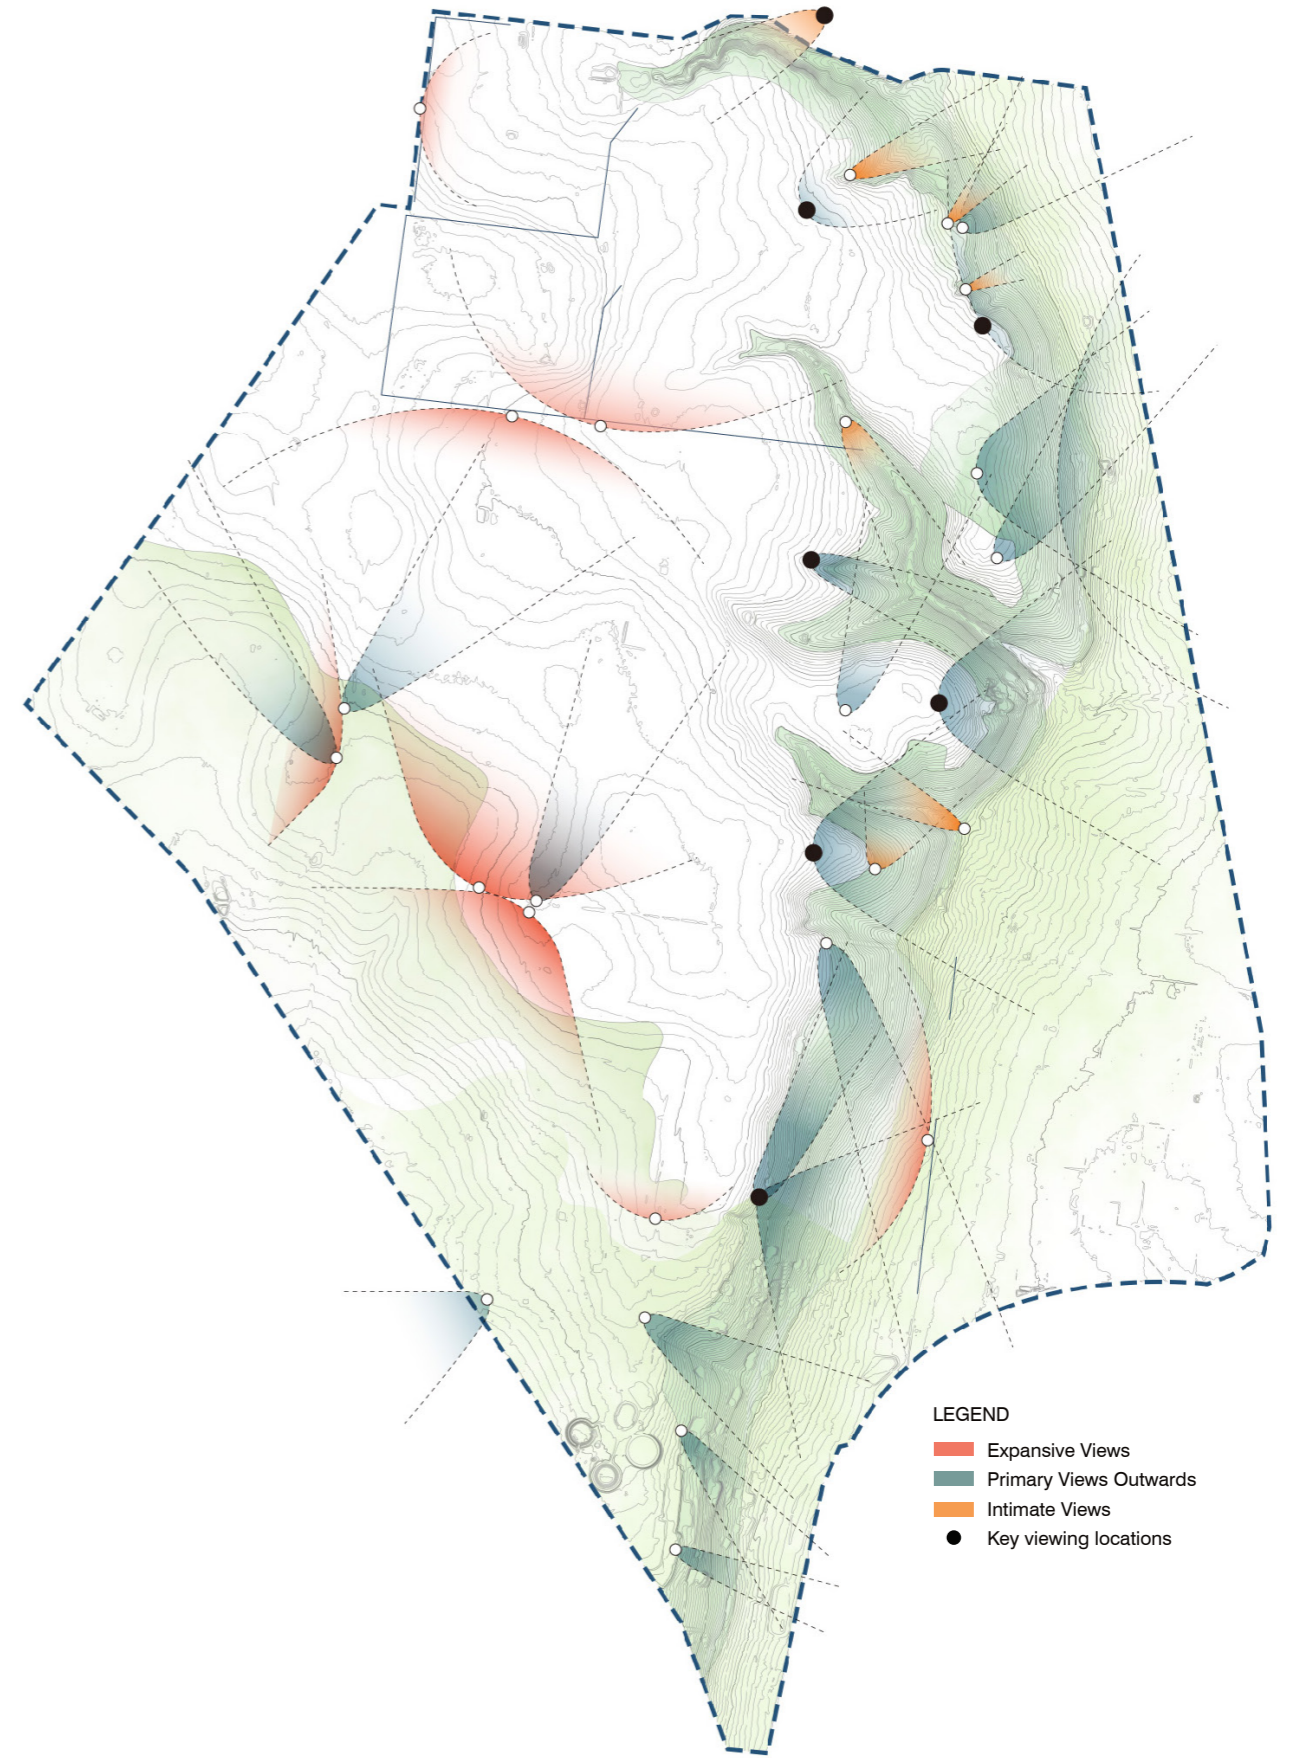 LEGEND
Expansive Views
Primary Views Outwards
Intimate Views
Key viewing locations